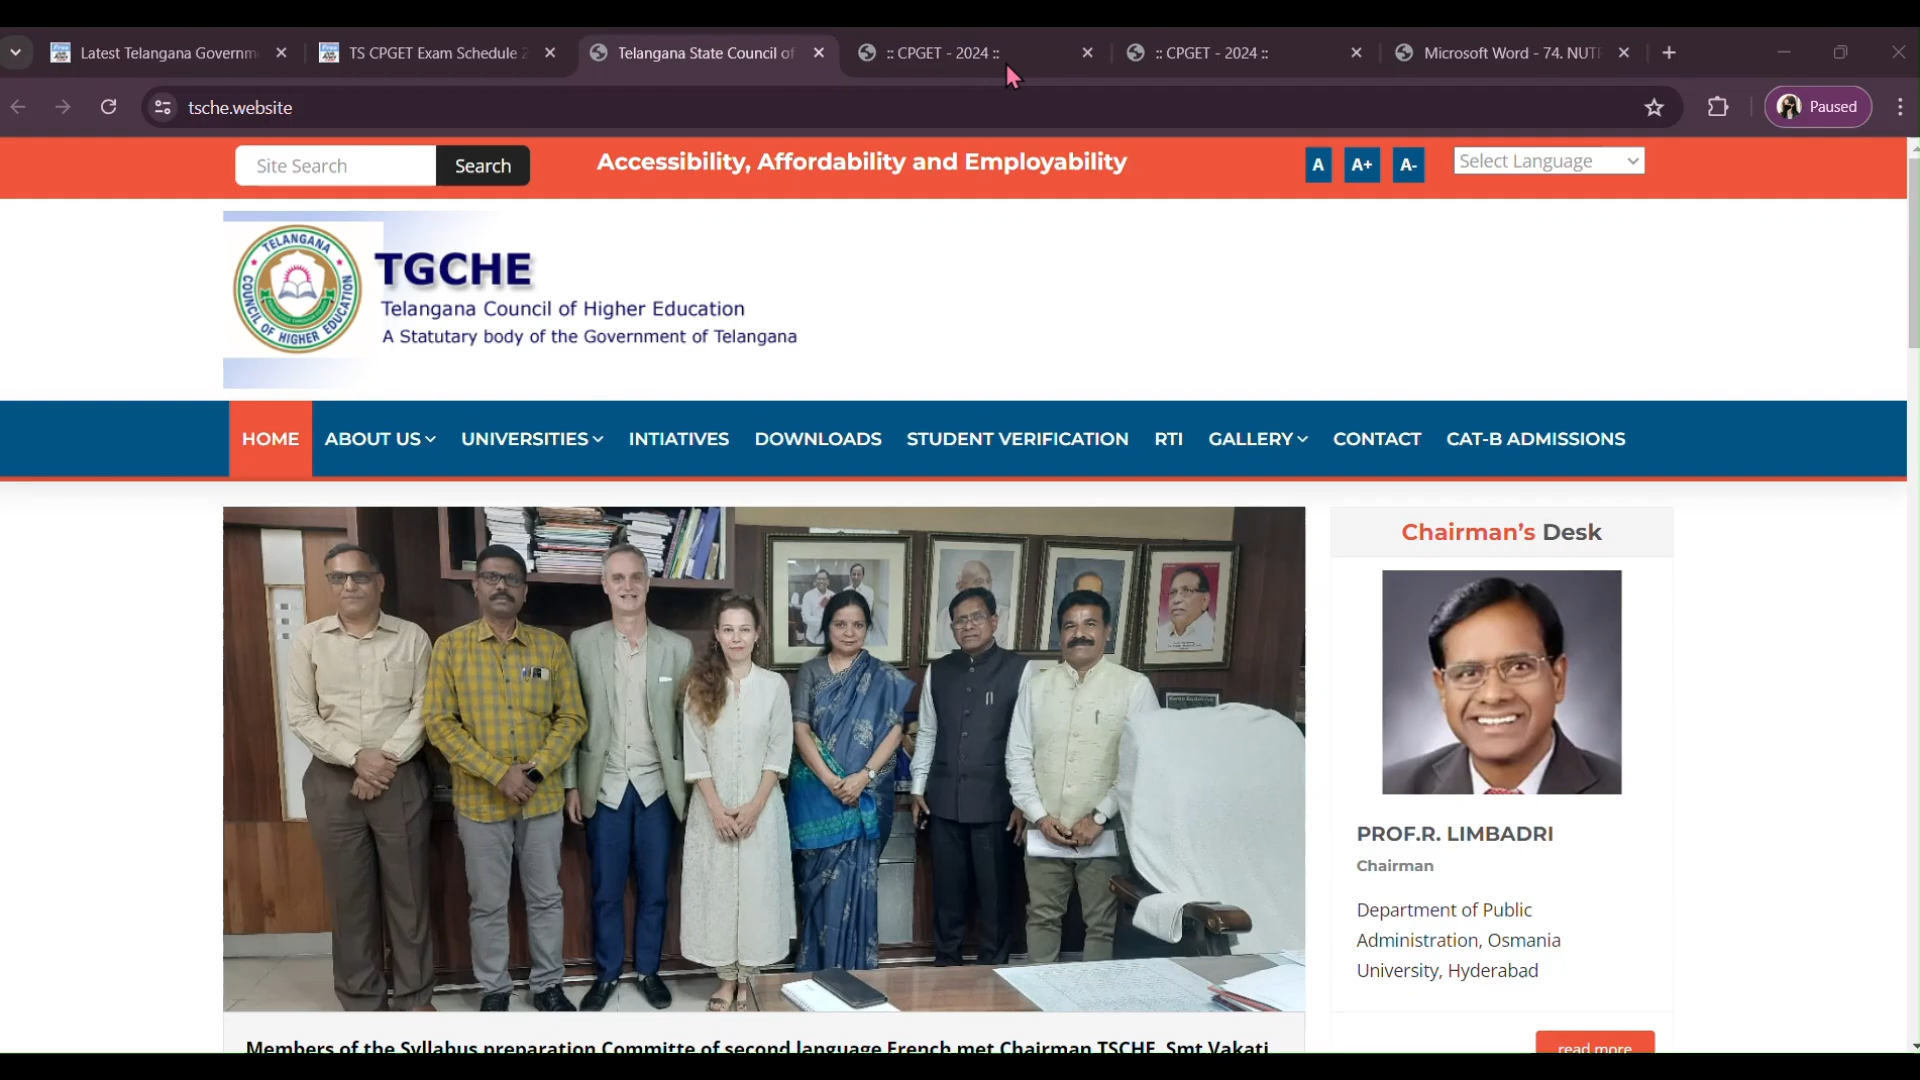 Latest Telangana Governm
TS CPGET Exam Schedule 2
Telangana State Council of
:: CPGET - 2024 ::
:: CPGET - 2024 ::
Microsoft Word - 74. NUTR
tsche.website
Paused
Site Search
Search
Accessibility, Affordability and Employability
A
A+
A-
Select Language
TELANGANA
COUNCIL OF HIGHER EDUCATION
TGCHE
Telangana Council of Higher Education
A Statutary body of the Government of Telangana
HOME
ABOUT US
UNIVERSITIES
INTIATIVES
DOWNLOADS
STUDENT VERIFICATION
RTI
GALLERY
CONTACT
CAT-B ADMISSIONS
Chairman's Desk
PROF.R. LIMBADRI
Chairman
Department of Public
Administration, Osmania
University, Hyderabad
read more
Members of the Syllabus preparation Committe of second language French met Chairman TSCHE, Smt Vakati